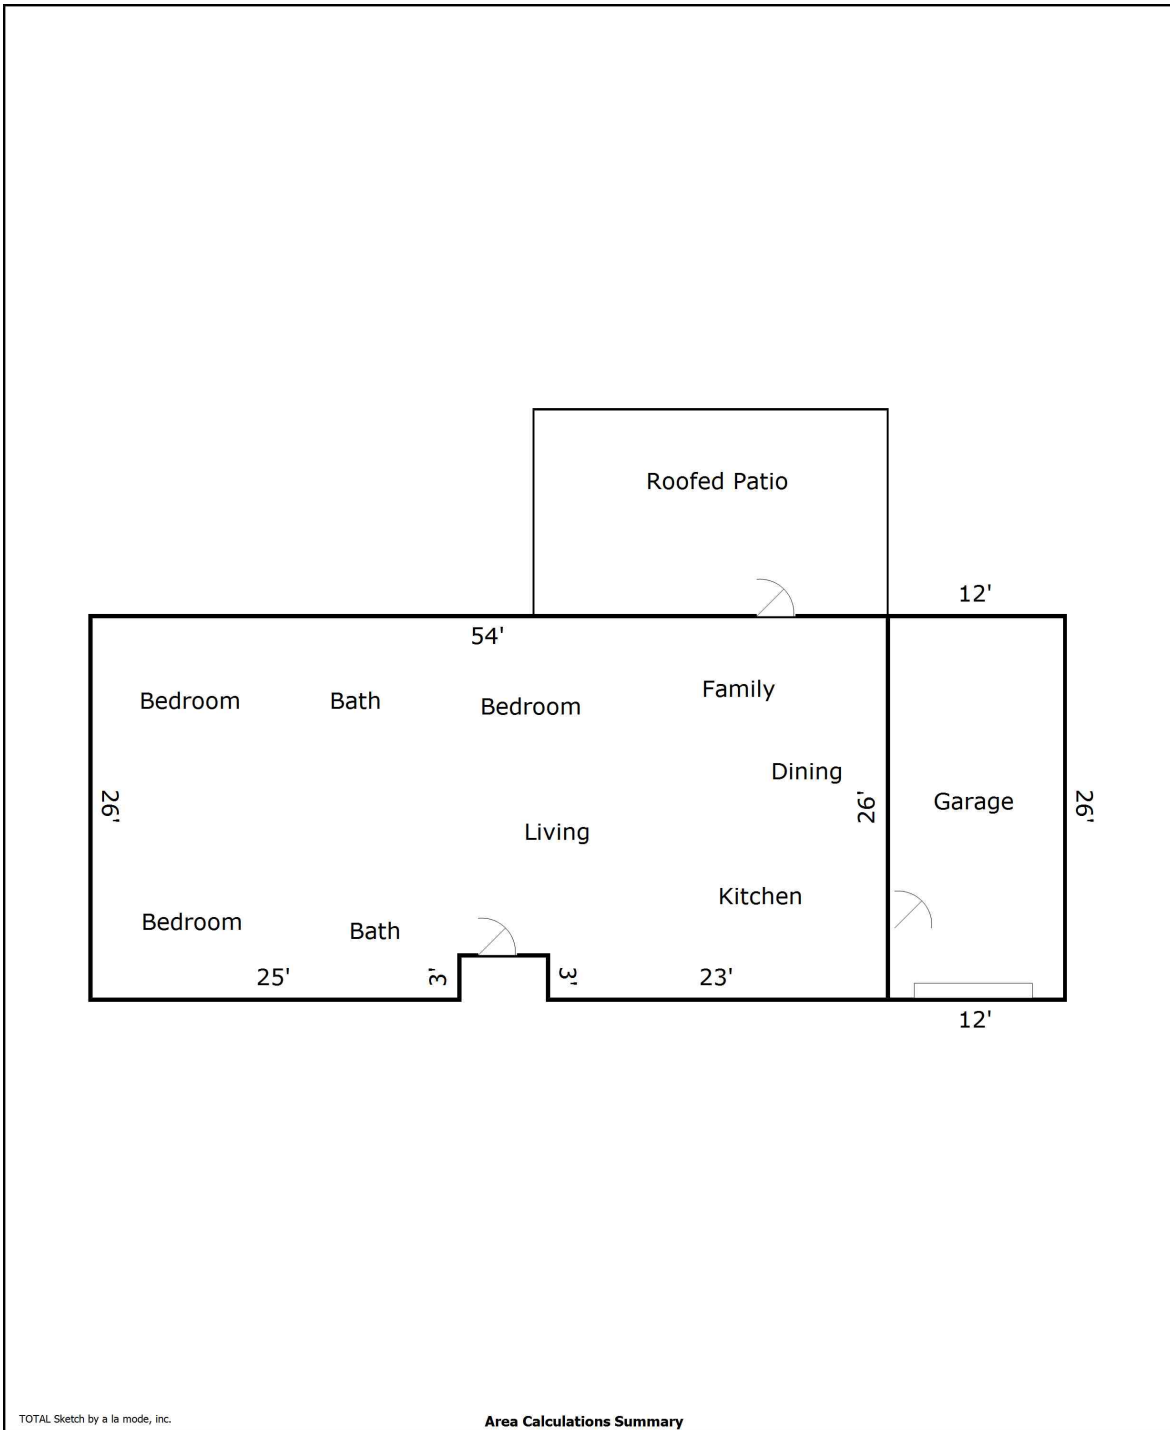 Roofed Patio
12'
54'
Bedroom
Bath
Bedroom
Family
Dining
26'
26'
Garage
26'
Living
Kitchen
Bedroom
Bath
25'
3'
3'
23'
12'
TOTAL Sketch by a la mode, inc.
Area Calculations Summary